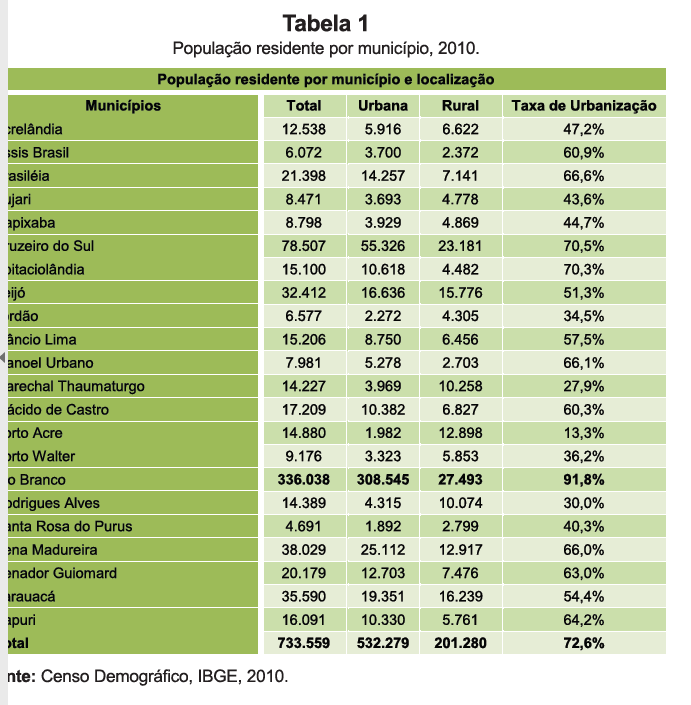 Tabela 1
População residente por município, 2010.
População residente por município e localização
Municípios Total Urbana Rural Taxa de Urbanização
crelândia 12.538 5.916 6.622 47,2%
ssis Brasil 6.072 3.700 2.372 60,9%
rasiléia 21.398 14.257 7.141 66,6%
ujari 8.471 3.693 4.778 43,6%
apixaba 8.798 3.929 4.869 44,7%
ruzeiro do Sul 78.507 55.326 23.181 70,5%
pitaciolândia 15.100 10.618 4.482 70,3%
eijó 32.412 16.636 15.776 51,3%
ordão 6.577 2.272 4.305 34,5%
âncio Lima 15.206 8.750 6.456 57,5%
anoel Urbano 7.981 5.278 2.703 66,1%
arechal Thaumaturgo 14.227 3.969 10.258 27,9%
ácido de Castro 17.209 10.382 6.827 60,3%
orto Acre 14.880 1.982 12.898 13,3%
orto Walter 9.176 3.323 5.853 36,2%
o Branco 336.038 308.545 27.493 91,8%
odrigues Alves 14.389 4.315 10.074 30,0%
anta Rosa do Purus 4.691 1.892 2.799 40,3%
ena Madureira 38.029 25.112 12.917 66,0%
enador Guiomard 20.179 12.703 7.476 63,0%
arauacá 35.590 19.351 16.239 54,4%
apuri 16.091 10.330 5.761 64,2%
otal 733.559 532.279 201.280 72,6%
nte: Censo Demográfico, IBGE, 2010.